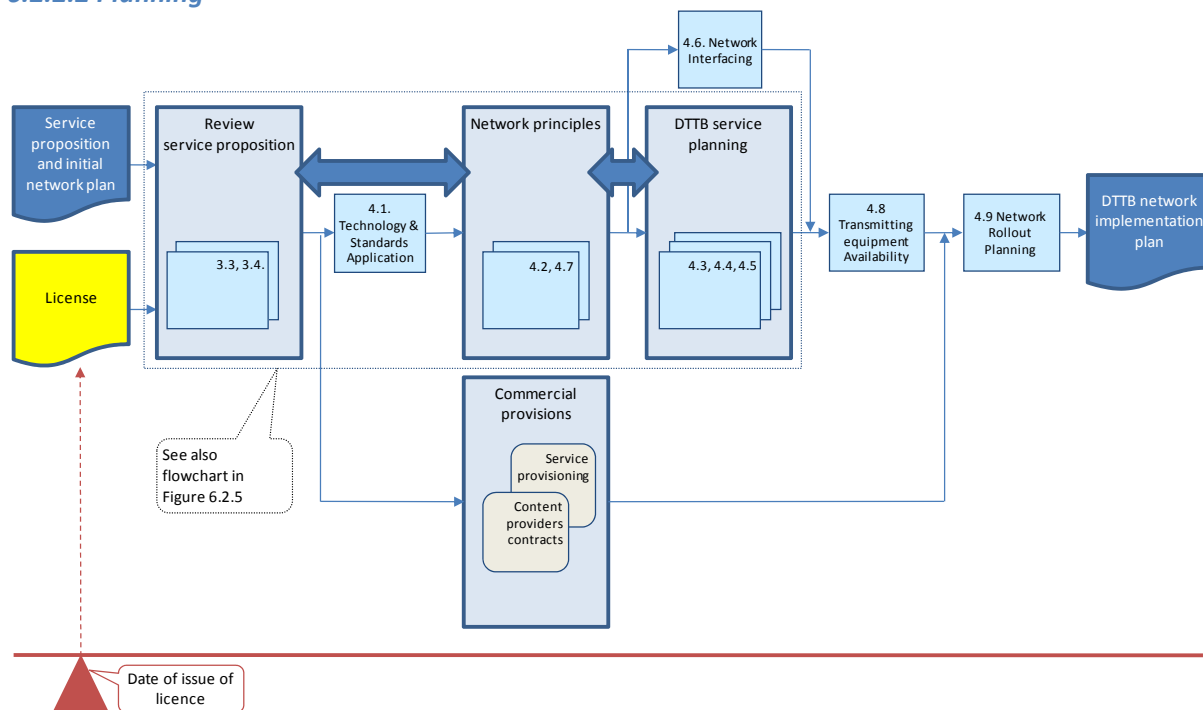 Planning
4.6. Network
Interfacing
Service
proposition
and initial
network plan
Review
service proposition
Network principles
DTTB service
planning
4.1.
Technology &
Standards
Application
4.8
Transmitting
equipment
Availability
4.9 Network
Rollout
Planning
DTTB network
implementation
plan
3.3, 3.4.
4.2, 4.7
4.3, 4.4, 4.5
License
Commercial
provisions
See also
flowchart in
Figure 6.2.5
Service
provisioning
Content
providers
contracts
Date of issue of
licence